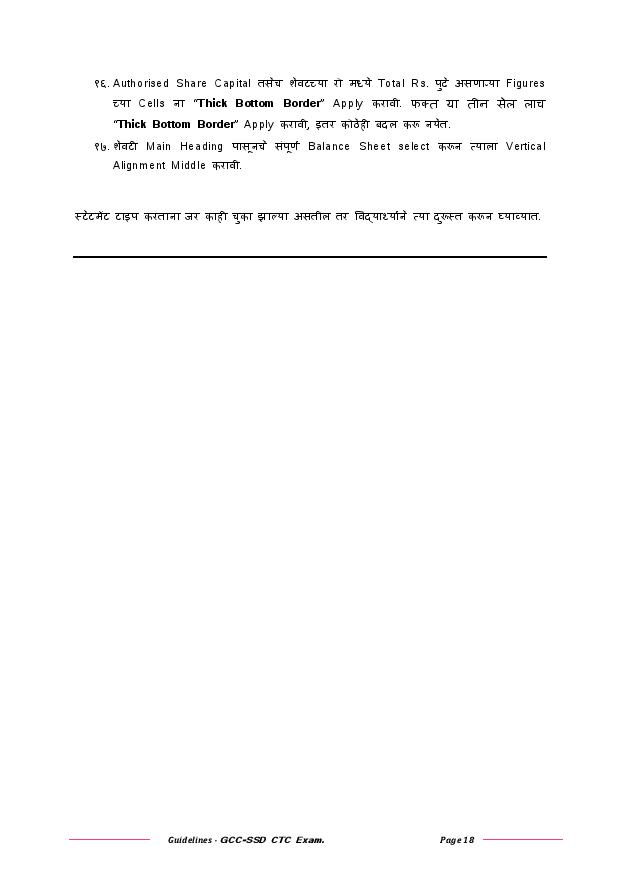 १६. Authorised Share Capital तसेच शेवटच्या रो मध्ये Total Rs. पुढे असणाऱ्या Figures
च्या Cells ना “Thick Bottom Border” Apply करावी. फक्त या तीन सेल लाच
“Thick Bottom Border” Apply करावी, इतर कोठेही बदल करू नयेत.
१७. शेवटी Main Heading पासूनचे संपूर्ण Balance Sheet select करून त्याला Vertical
Alignment Middle करावी.
स्टेटमेंट टाइप करताना जर काही चुका झाल्या असतील तर विद्यार्थ्याने त्या दुरुस्त करून घ्याव्यात.
Guidelines - GCC-SSD CTC Exam. Page 18